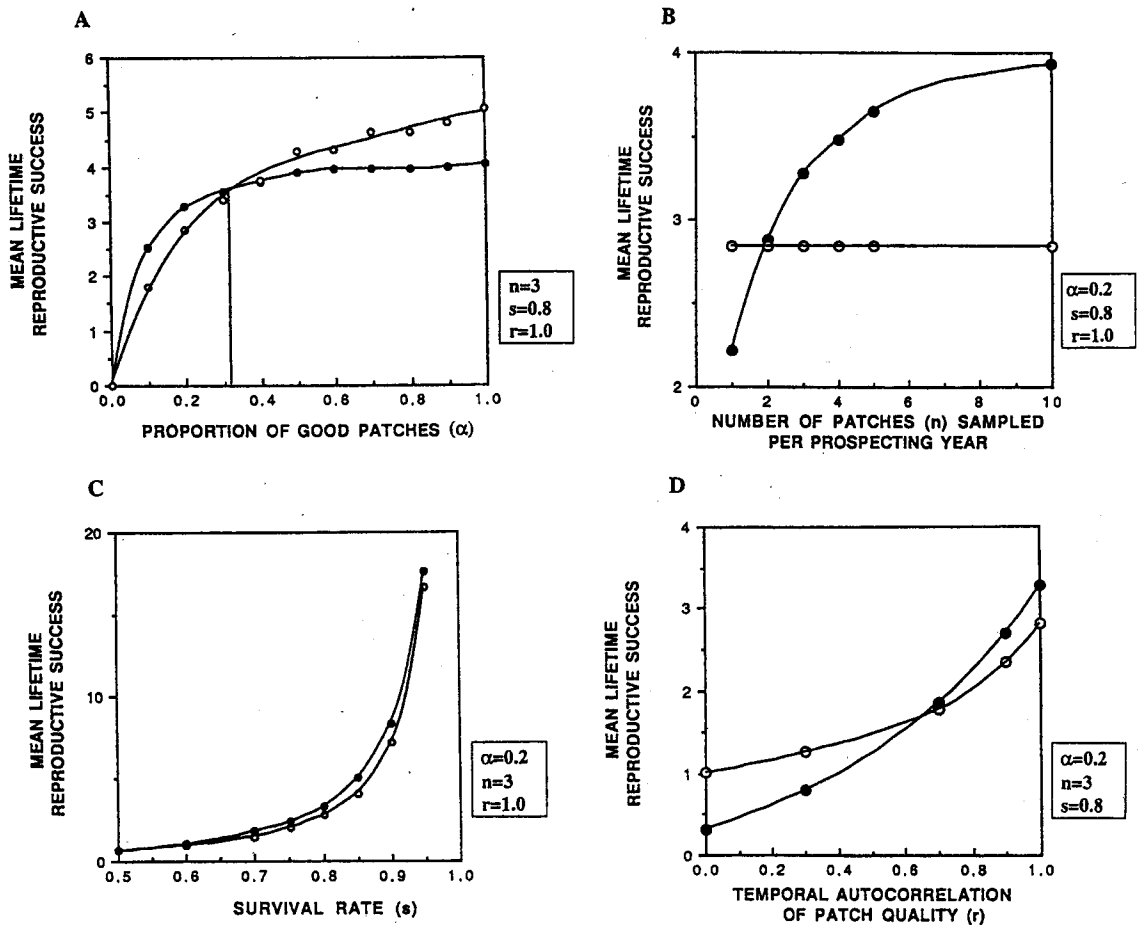 A
MEAN LIFETIME
REPRODUCTIVE SUCCESS
6
5
4
3
2
1
0
0.0 0.2 0.4 0.6 0.8 1.0
PROPORTION OF GOOD PATCHES (α)
n=3
s=0.8
r=1.0
B
MEAN LIFETIME
REPRODUCTIVE SUCCESS
4
3
2
0 2 4 6 8 10
NUMBER OF PATCHES (n) SAMPLED
PER PROSPECTING YEAR
α=0.2
s=0.8
r=1.0
C
MEAN LIFETIME
REPRODUCTIVE SUCCESS
20
10
0
0.5 0.6 0.7 0.8 0.9 1.0
SURVIVAL RATE (s)
α=0.2
n=3
r=1.0
D
MEAN LIFETIME
REPRODUCTIVE SUCCESS
4
3
2
1
0
0.0 0.2 0.4 0.6 0.8 1.0
TEMPORAL AUTOCORRELATION
OF PATCH QUALITY (r)
α=0.2
n=3
s=0.8